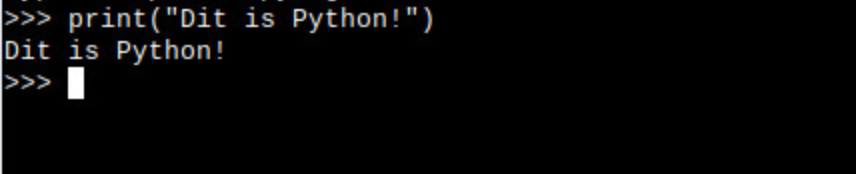 >>> print("Dit is Python!")
Dit is Python!
>>>